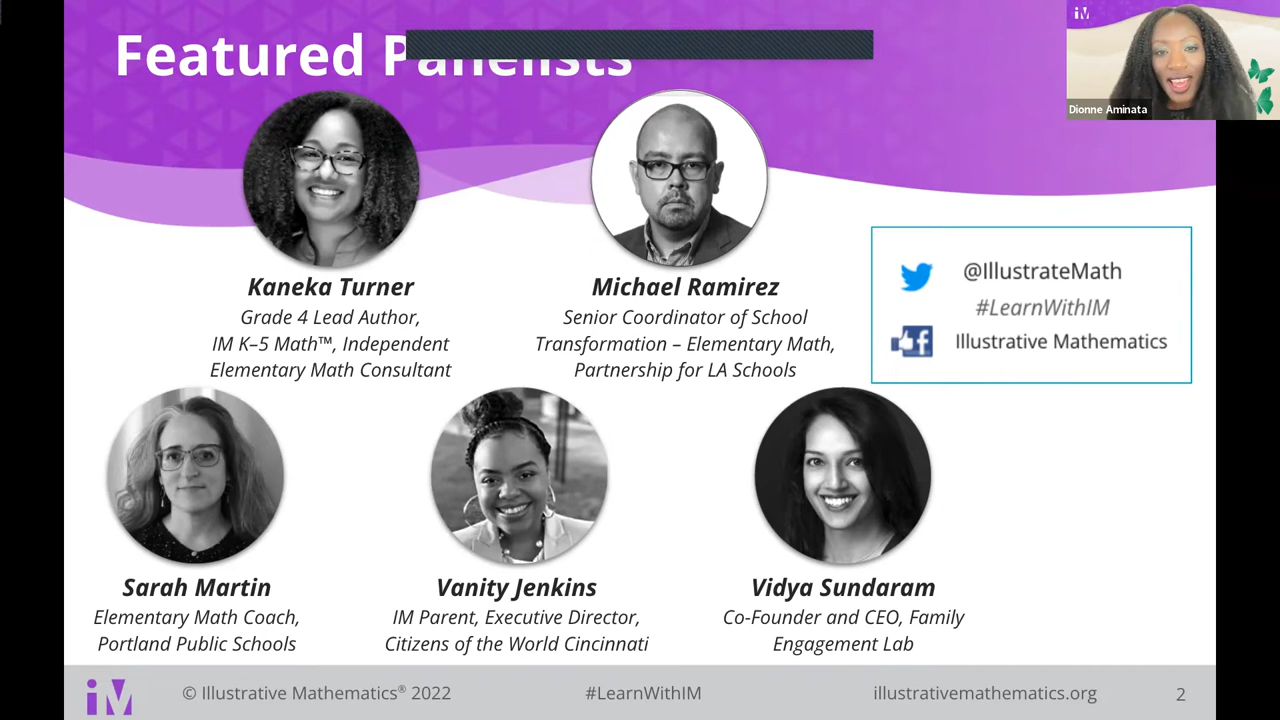 Featured Panelists
iM
Dionne Aminata
Kaneka Turner
Grade 4 Lead Author,
IM K–5 Math™, Independent
Elementary Math Consultant
Michael Ramirez
Senior Coordinator of School
Transformation – Elementary Math,
Partnership for LA Schools
@IllustrateMath
#LearnWithIM
Illustrative Mathematics
Sarah Martin
Elementary Math Coach,
Portland Public Schools
Vanity Jenkins
IM Parent, Executive Director,
Citizens of the World Cincinnati
Vidya Sundaram
Co-Founder and CEO, Family
Engagement Lab
iM
© Illustrative Mathematics® 2022
#LearnWithIM
illustrativemathematics.org
2